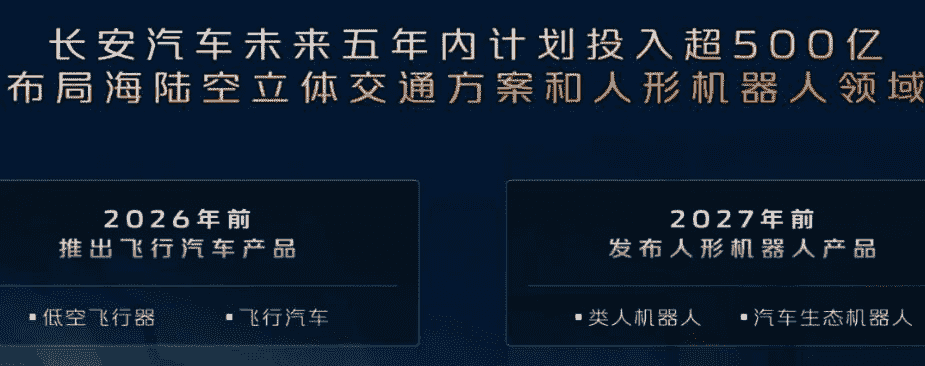 长安汽车未来五年内计划投入超500亿
布局海陆空立体交通方案和人形机器人领域
2026年前
推出飞行汽车产品
▪低空飞行器 ▪飞行汽车
2027年前
发布人形机器人产品
▪类人机器人 ▪汽车生态机器人